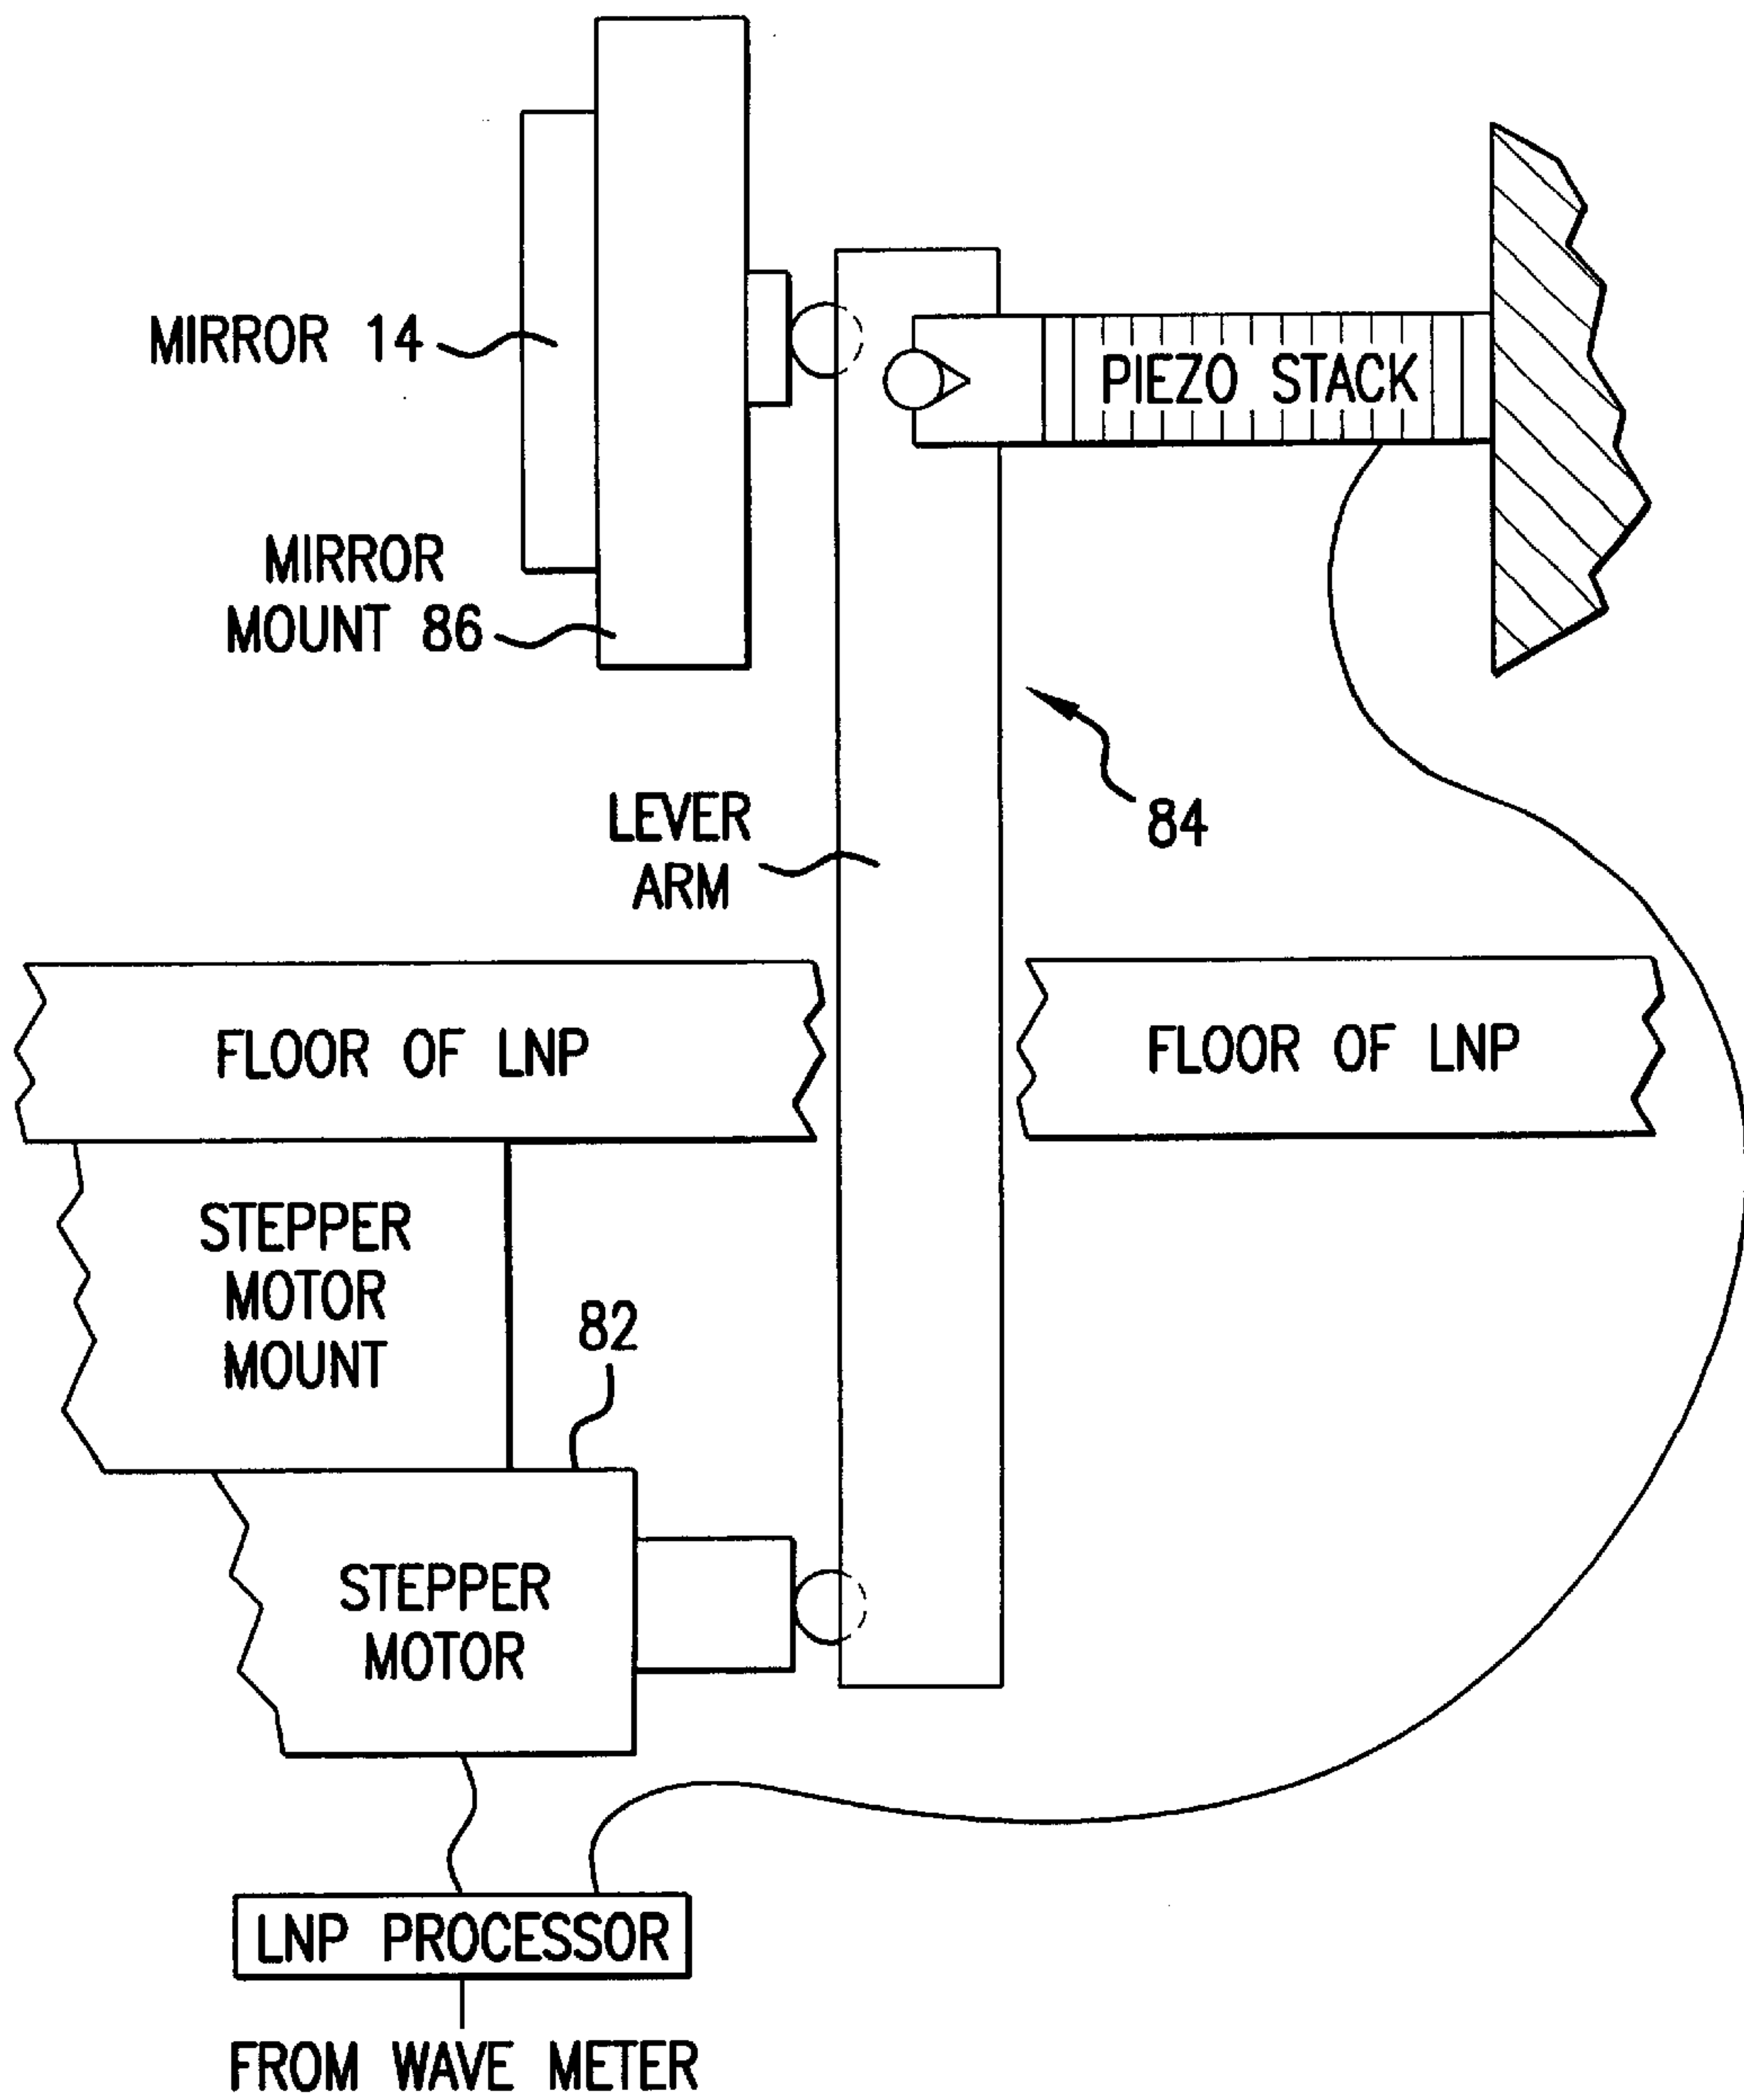 MIRROR 14
PIEZO STACK
MIRROR
MOUNT 86
84
LEVER
ARM
FLOOR OF LNP
FLOOR OF LNP
STEPPER
MOTOR
MOUNT
82
STEPPER
MOTOR
LNP PROCESSOR
FROM WAVE METER